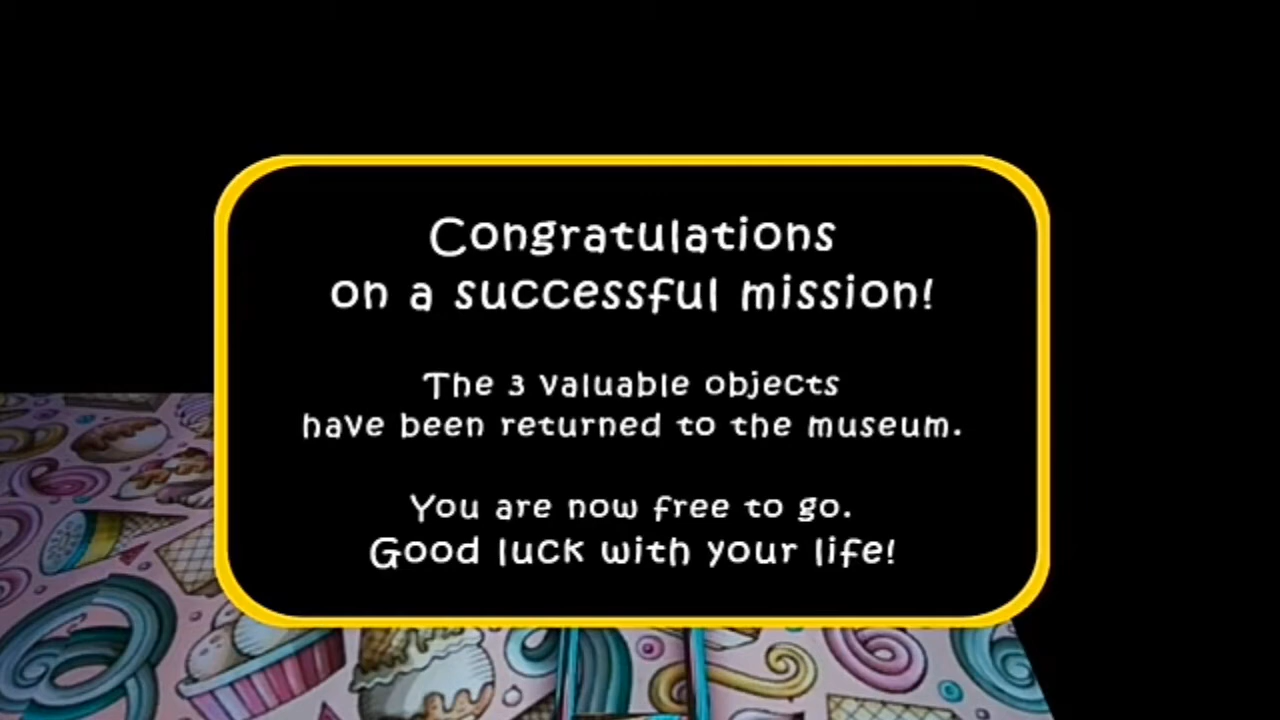 Congratulations
on a successful mission!
The 3 valuable objects
have been returned to the museum.
You are now free to go.
Good luck with your life!